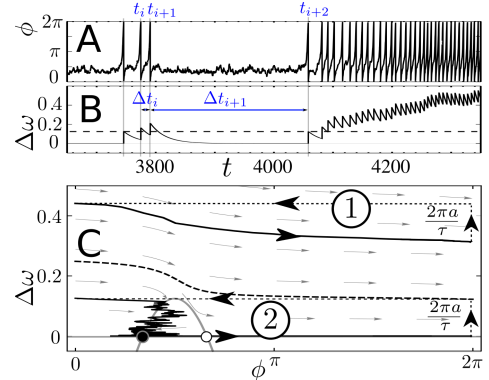 t_i t_{i+1} t_{i+2}
2π
ϕ
π
0
A
Δt_i Δt_{i+1}
0.4
Δω
0.2
0
B
3800 t 4000 4200
C
0.4
Δω
0.2
0
1
2πa/τ
2
2πa/τ
0 ϕ π 2π